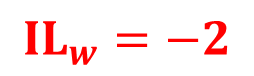 IL_w = −2